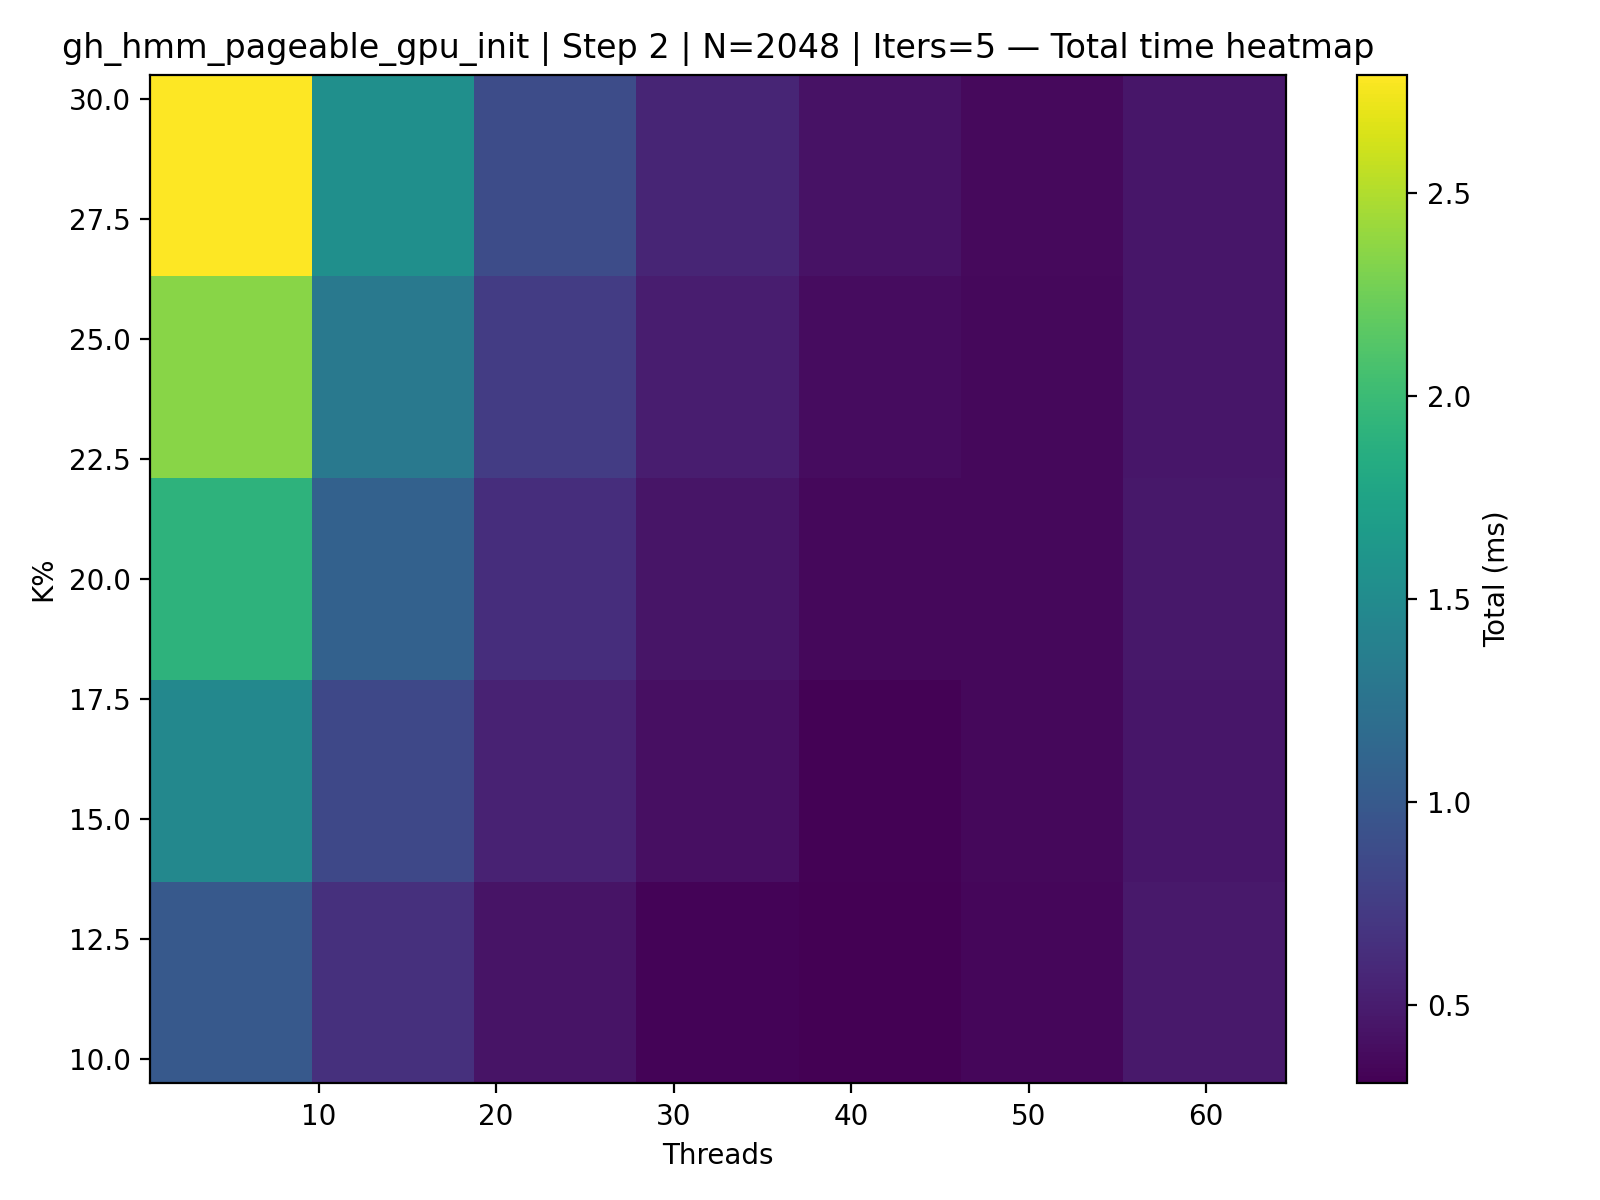 gh_hmm_pageable_gpu_init | Step 2 | N=2048 | Iters=5 — Total time heatmap
30.0
27.5
25.0
22.5
20.0
17.5
15.0
12.5
10.0
K%
10 20 30 40 50 60
Threads
2.5
2.0
1.5
1.0
0.5
Total (ms)